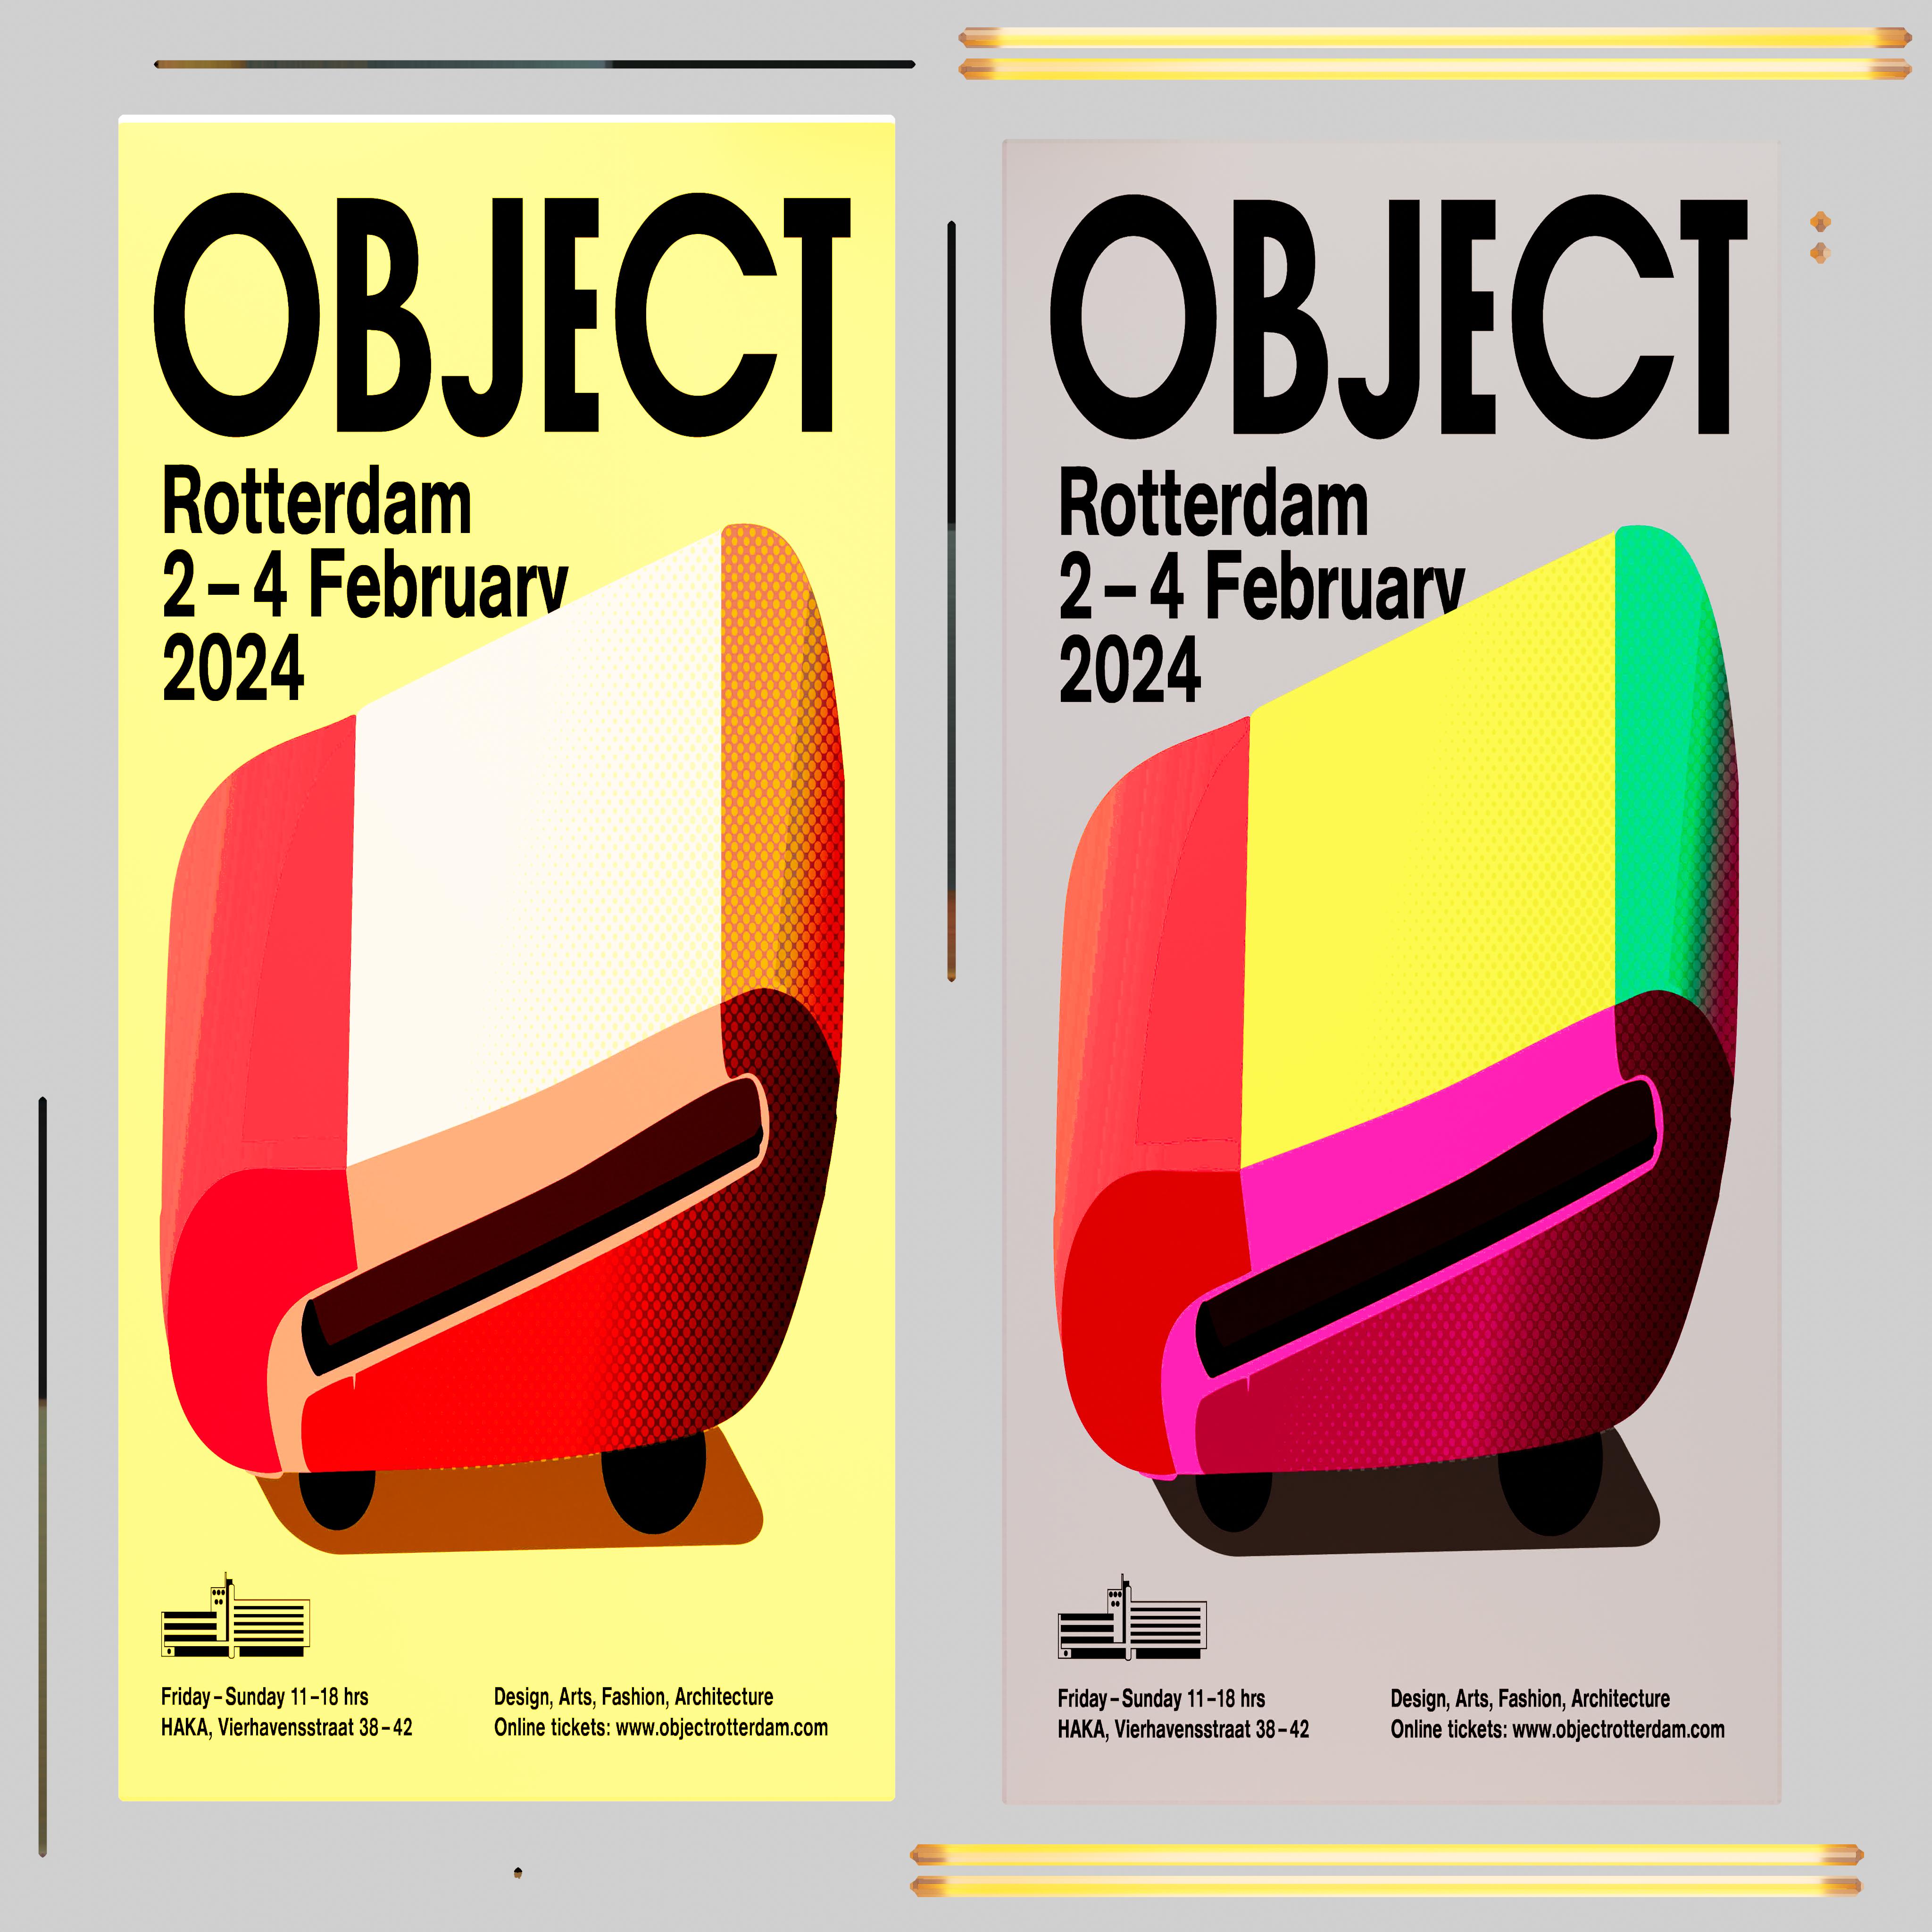 OBJECT
Rotterdam
2 – 4 February
2024
Friday – Sunday 11 – 18 hrs
HAKA, Vierhavensstraat 38 – 42
Design, Arts, Fashion, Architecture
Online tickets: www.objectrotterdam.com
OBJECT
Rotterdam
2 – 4 February
2024
Friday – Sunday 11 – 18 hrs
HAKA, Vierhavensstraat 38 – 42
Design, Arts, Fashion, Architecture
Online tickets: www.objectrotterdam.com